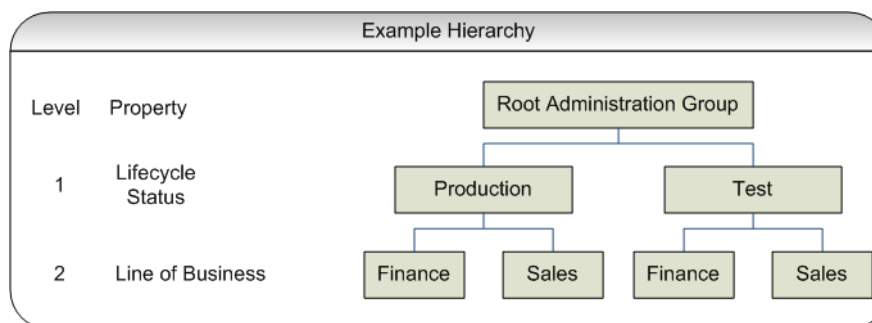 Example Hierarchy
Level Property Root Administration Group
1 Lifecycle Status Production Test
2 Line of Business Finance Sales Finance Sales